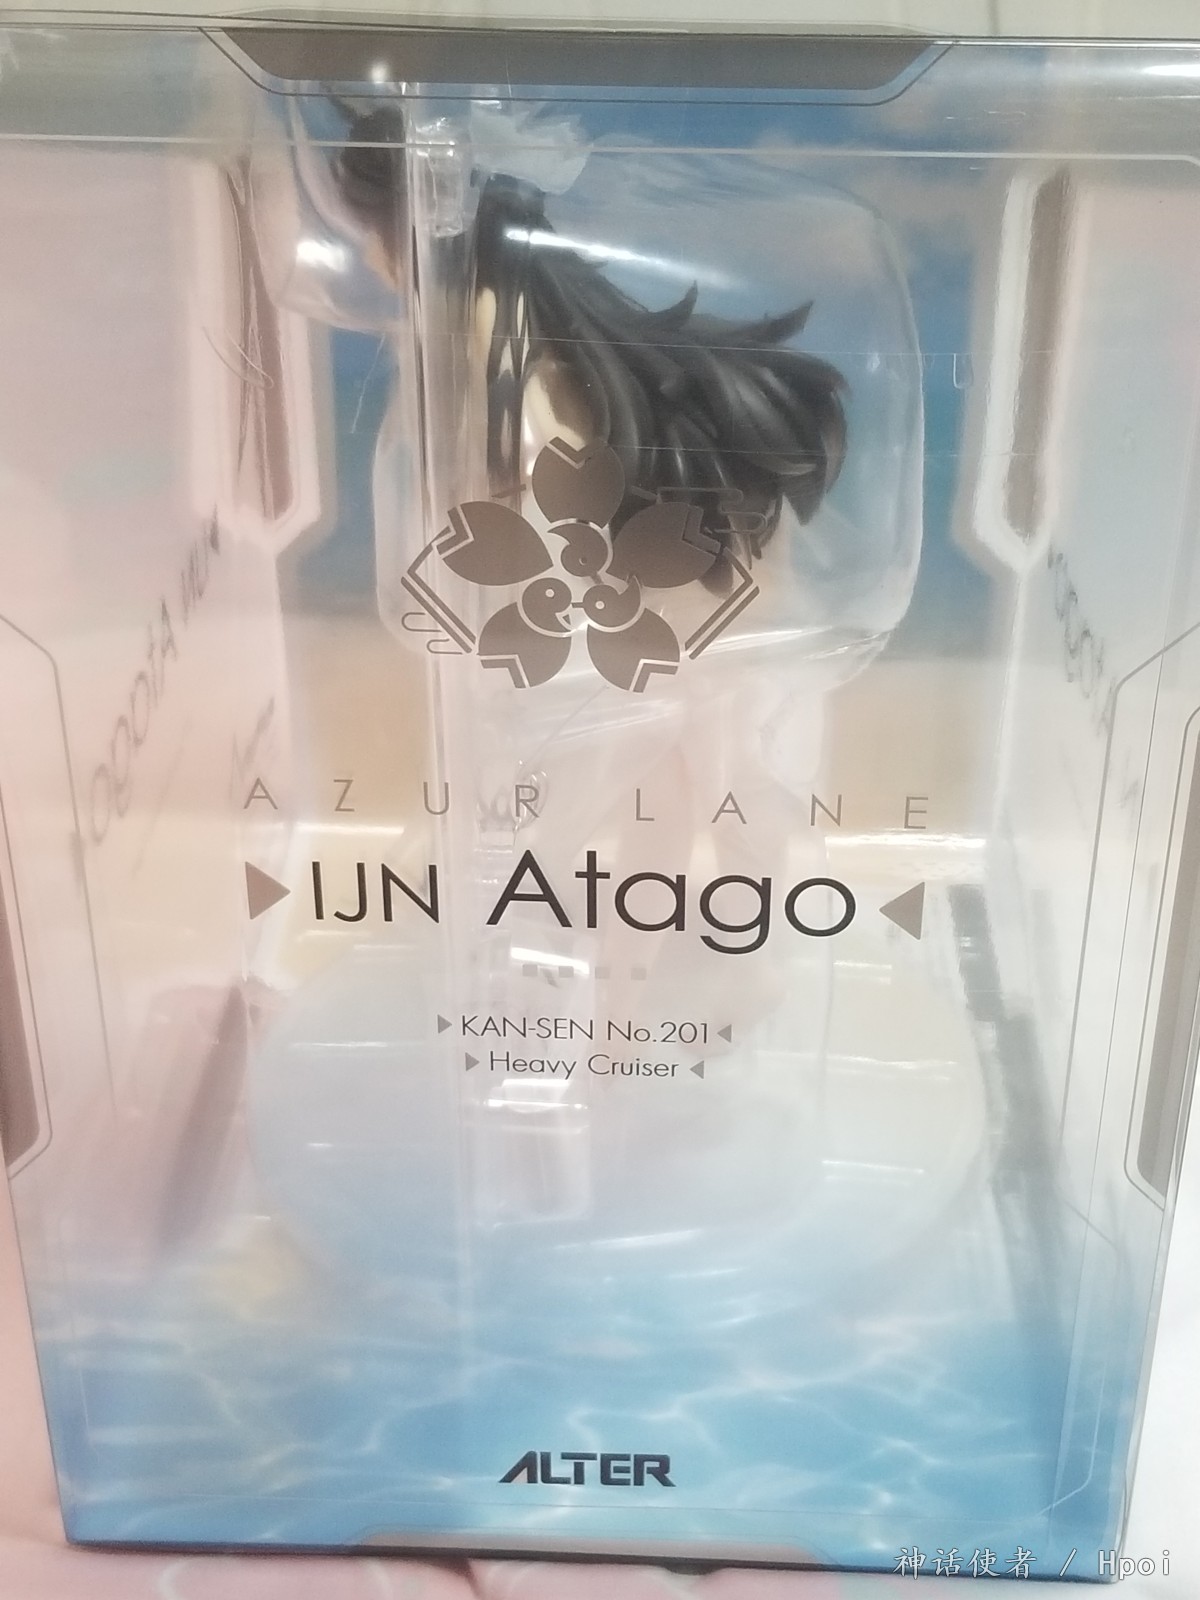 AZUR LANE
IJN Atago
KAN-SEN No.201
Heavy Cruiser
ALTER
神话使者 / Hpoi